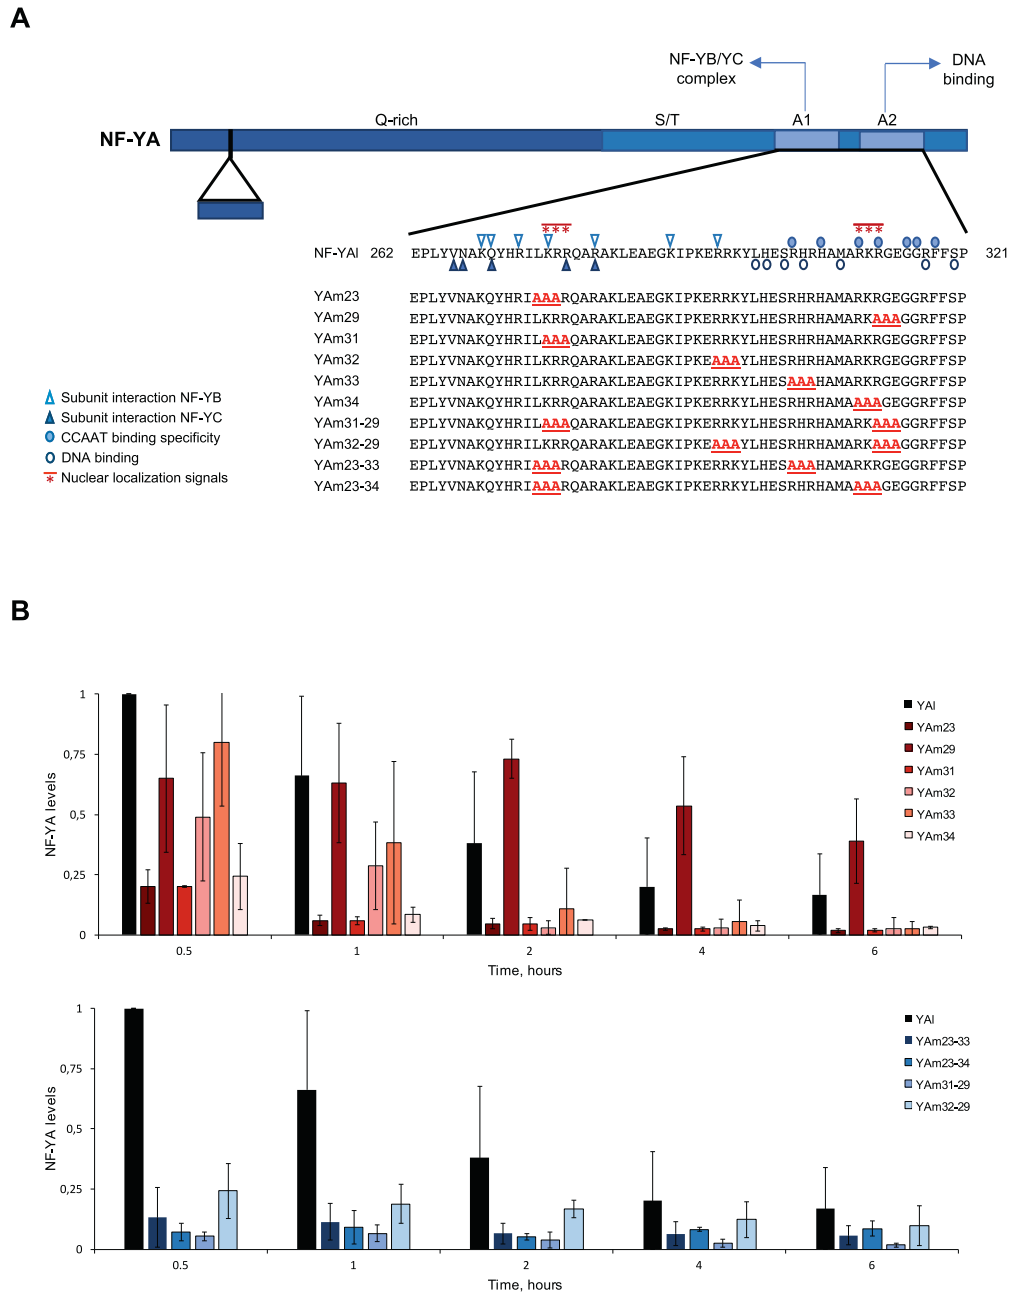 A
NF-YB/YC
complex
DNA
binding
NF-YA
Q-rich
S/T
A1
A2
***
***
NF-YAl 262 EPLYVNAKQYHRILKRRQARAKLEAEGKIPKERRKYLHESRHRHAMARKRGEGGRFFSP 321
YAm23 EPLYVNAKQYHRIAAARQARAKLEAEGKIPKERRKYLHESRHRHAMARKRGEGGRFFSP
YAm29 EPLYVNAKQYHRILKRRQARAKLEAEGKIPKERRKYLHESRHRHAMARKAAAGGRFFSP
YAm31 EPLYVNAKQYHRILAAAQARAKLEAEGKIPKERRKYLHESRHRHAMARKRGEGGRFFSP
YAm32 EPLYVNAKQYHRILKRRQARAKLEAEGKIPKEAAAYLHESRHRHAMARKRGEGGRFFSP
YAm33 EPLYVNAKQYHRILKRRQARAKLEAEGKIPKERRKYLHESAAAHAMARKRGEGGRFFSP
YAm34 EPLYVNAKQYHRILKRRQARAKLEAEGKIPKERRKYLHESRHRHAMAAAAGEGGRFFSP
YAm31-29 EPLYVNAKQYHRILAAAQARAKLEAEGKIPKERRKYLHESRHRHAMARKAAAGGRFFSP
YAm32-29 EPLYVNAKQYHRILKRRQARAKLEAEGKIPKEAAAYLHESRHRHAMARKAAAGGRFFSP
YAm23-33 EPLYVNAKQYHRIAAARQARAKLEAEGKIPKERRKYLHESAAAHAMARKRGEGGRFFSP
YAm23-34 EPLYVNAKQYHRIAAARQARAKLEAEGKIPKERRKYLHESRHRHAMAAAAGEGGRFFSP
Subunit interaction NF-YB
Subunit interaction NF-YC
CCAAT binding specificity
DNA binding
* Nuclear localization signals
B
NF-YA levels
1
0,75
0,5
0,25
0
0.5
1
2
4
6
Time, hours
YAl
YAm23
YAm29
YAm31
YAm32
YAm33
YAm34
NF-YA levels
1
0,75
0,5
0,25
0
0.5
1
2
4
6
Time, hours
YAl
YAm23-33
YAm23-34
YAm31-29
YAm32-29